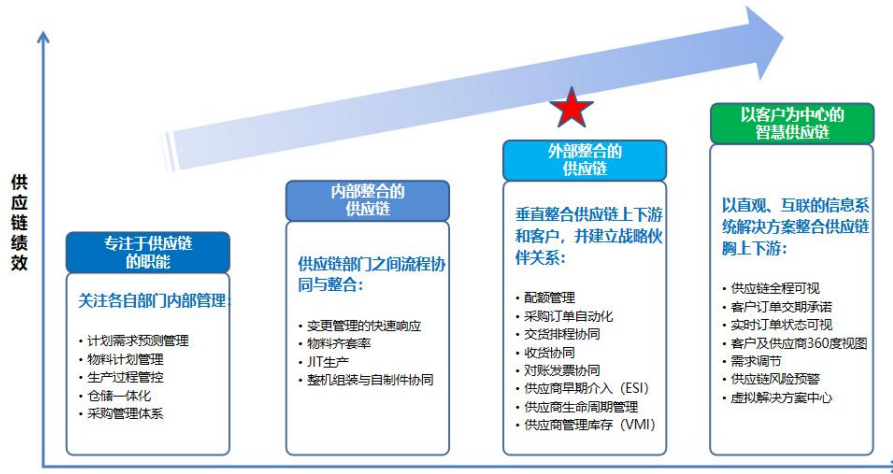 供应链绩效
专注于供应链
的职能
关注各自部门内部管理：
• 计划需求预测管理
• 物料计划管理
• 生产过程管控
• 仓储一体化
• 采购管理体系
内部整合的
供应链
供应链部门之间流程协
同与整合：
• 变更管理的快速响应
• 物料齐套率
• JIT生产
• 整机组装与自制件协同
外部整合的
供应链
垂直整合供应链上下游
和客户，并建立战略伙
伴关系：
• 配额管理
• 采购订单自动化
• 交货排程协同
• 收货协同
• 对账发票协同
• 供应商早期介入（ESI）
• 供应商生命周期管理
• 供应商管理库存（VMI）
以客户为中心的
智慧供应链
以直观、互联的信息系
统解决方案整合供应链
胸上下游：
• 供应链全程可视
• 客户订单交期承诺
• 实时订单状态可视
• 客户及供应商360度视图
• 需求调节
• 供应链风险预警
• 虚拟解决方案中心